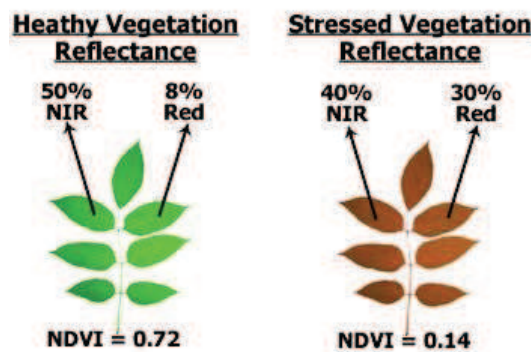 Heathy Vegetation
Reflectance
50%
NIR
8%
Red
NDVI = 0.72
Stressed Vegetation
Reflectance
40%
NIR
30%
Red
NDVI = 0.14